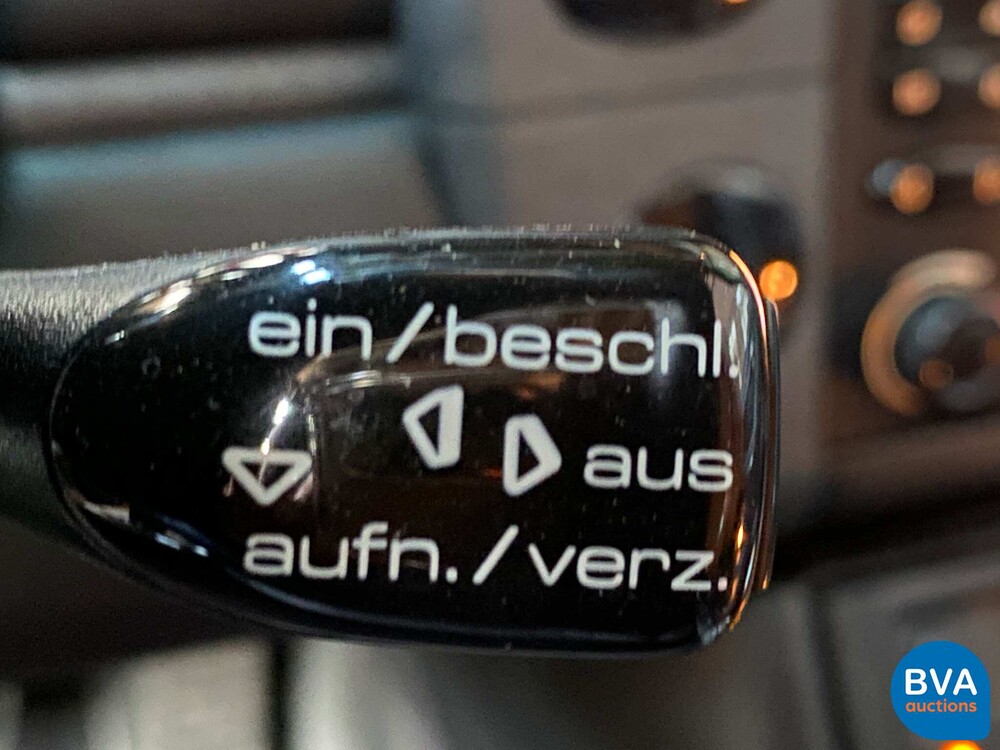 ein/beschl.
aus
aufn./verz.
BVA
auctions